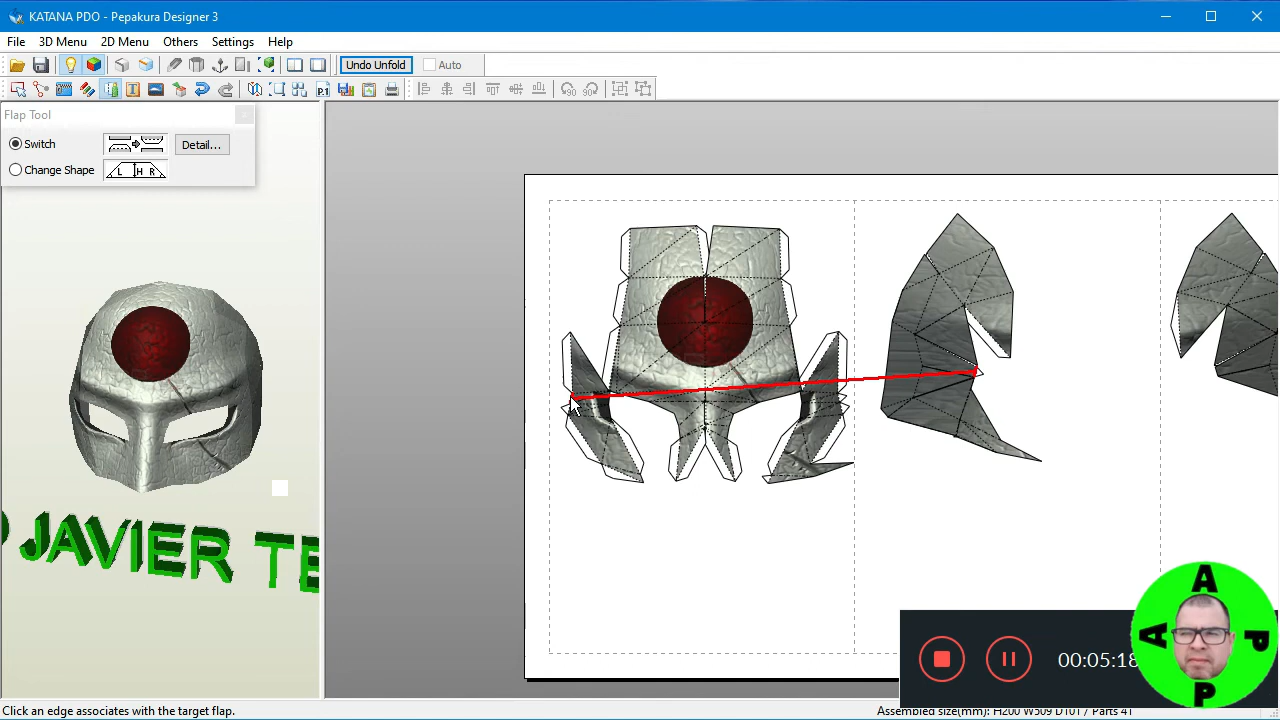 KATANA PDO - Pepakura Designer 3
File 3D Menu 2D Menu Others Settings Help
Undo Unfold Auto
Flap Tool
Switch Detail...
Change Shape L H R
JAVIER TE
A
A P
P
00:05:18
Click an edge associates with the target flap. Assembled size(mm): H200 W509 D101 / Parts 41